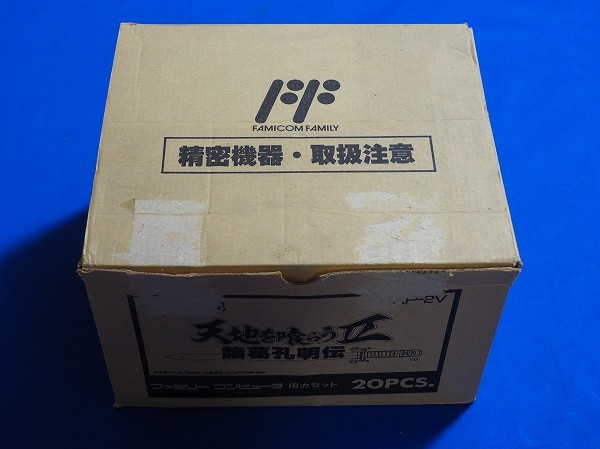 FAMICOM FAMILY
精密機器・取扱注意
-2V
天地を喰らうII
諸葛孔明伝
TM
ファミリー コンピュータ用カセット 20PCS.